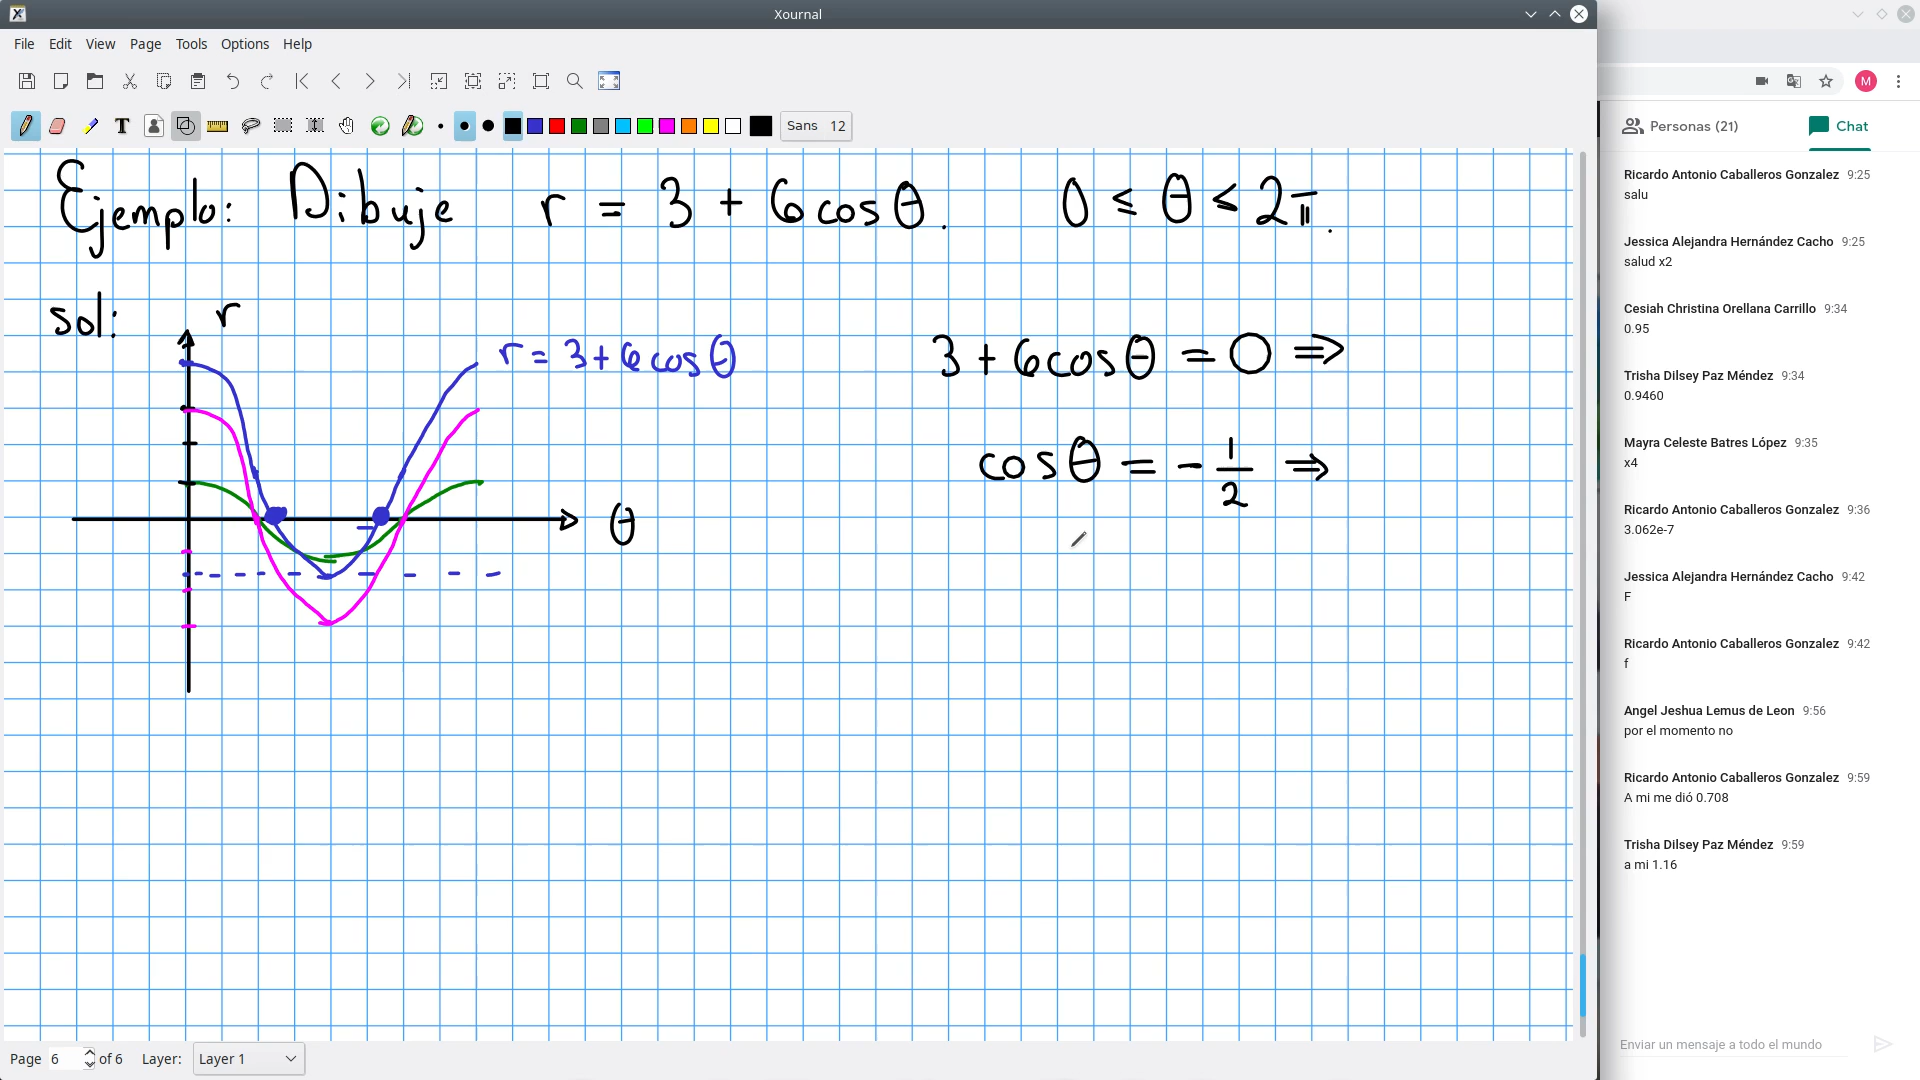 Xournal
File Edit View Page Tools Options Help
Sans 12
Ejemplo: Dibuje r = 3 + 6 cos θ. 0 ≤ θ ≤ 2π.
sol:
r
r = 3 + 6 cos θ
θ
3 + 6 cos θ = 0 ⇒
cos θ = - 1/2 ⇒
Page 6 of 6 Layer: Layer 1
M
Personas (21) Chat
Ricardo Antonio Caballeros Gonzalez 9:25
salu
Jessica Alejandra Hernández Cacho 9:25
salud x2
Cesiah Christina Orellana Carrillo 9:34
0.95
Trisha Dilsey Paz Méndez 9:34
0.9460
Mayra Celeste Batres López 9:35
x4
Ricardo Antonio Caballeros Gonzalez 9:36
3.062e-7
Jessica Alejandra Hernández Cacho 9:42
F
Ricardo Antonio Caballeros Gonzalez 9:42
f
Angel Jeshua Lemus de Leon 9:56
por el momento no
Ricardo Antonio Caballeros Gonzalez 9:59
A mi me dió 0.708
Trisha Dilsey Paz Méndez 9:59
a mi 1.16
Enviar un mensaje a todo el mundo